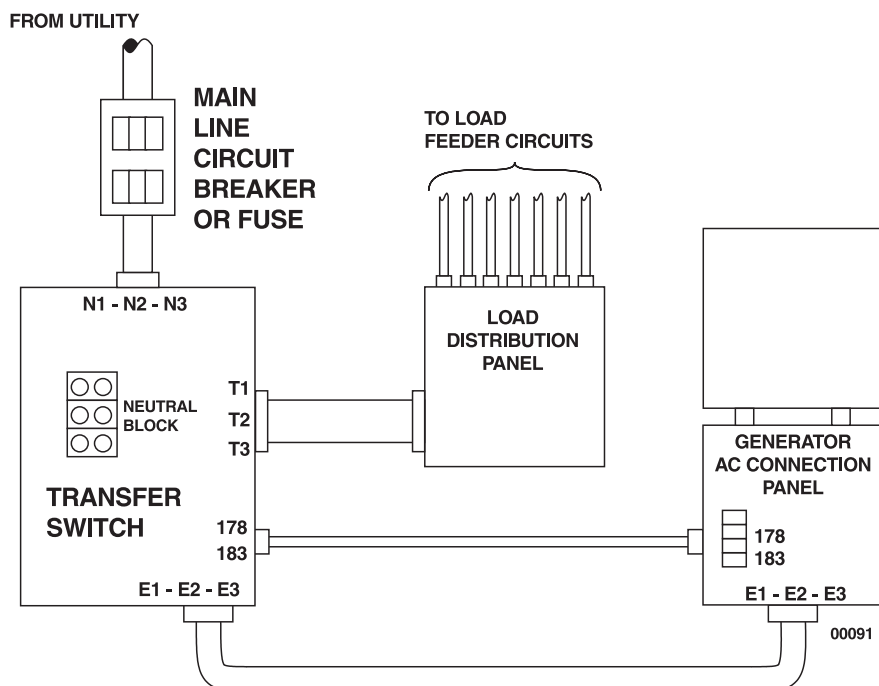 FROM UTILITY
MAIN
LINE
CIRCUIT
BREAKER
OR FUSE
TO LOAD
FEEDER CIRCUITS
N1 - N2 - N3
LOAD
DISTRIBUTION
PANEL
T1
T2
T3
NEUTRAL
BLOCK
TRANSFER
SWITCH
178
183
E1 - E2 - E3
GENERATOR
AC CONNECTION
PANEL
178
183
E1 - E2 - E3
00091